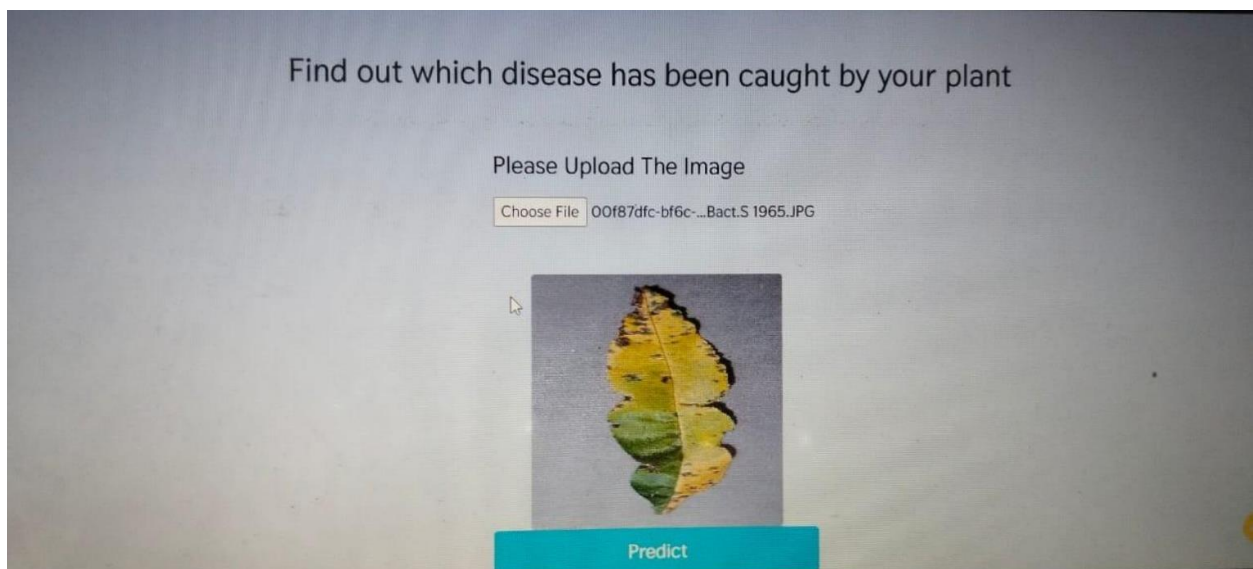 Find out which disease has been caught by your plant
Please Upload The Image
Choose File 00f87dfc-bf6c-...Bact.S 1965.JPG
Predict